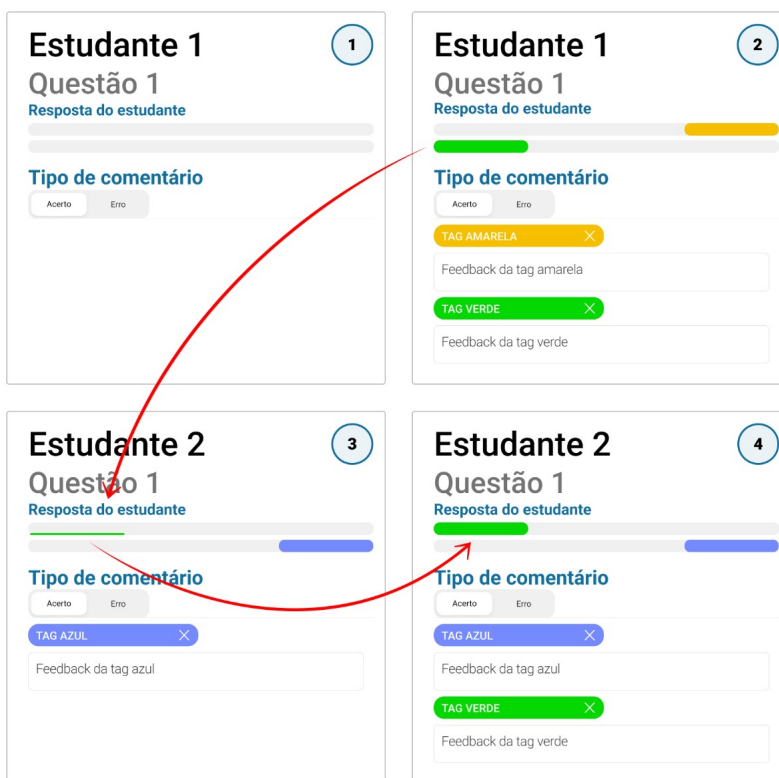 Estudante 1
1
Questão 1
Resposta do estudante
Tipo de comentário
Acerto Erro
Estudante 1
2
Questão 1
Resposta do estudante
Tipo de comentário
Acerto Erro
TAG AMARELA
Feedback da tag amarela
TAG VERDE
Feedback da tag verde
Estudante 2
3
Questão 1
Resposta do estudante
Tipo de comentário
Acerto Erro
TAG AZUL
Feedback da tag azul
Estudante 2
4
Questão 1
Resposta do estudante
Tipo de comentário
Acerto Erro
TAG AZUL
Feedback da tag azul
TAG VERDE
Feedback da tag verde